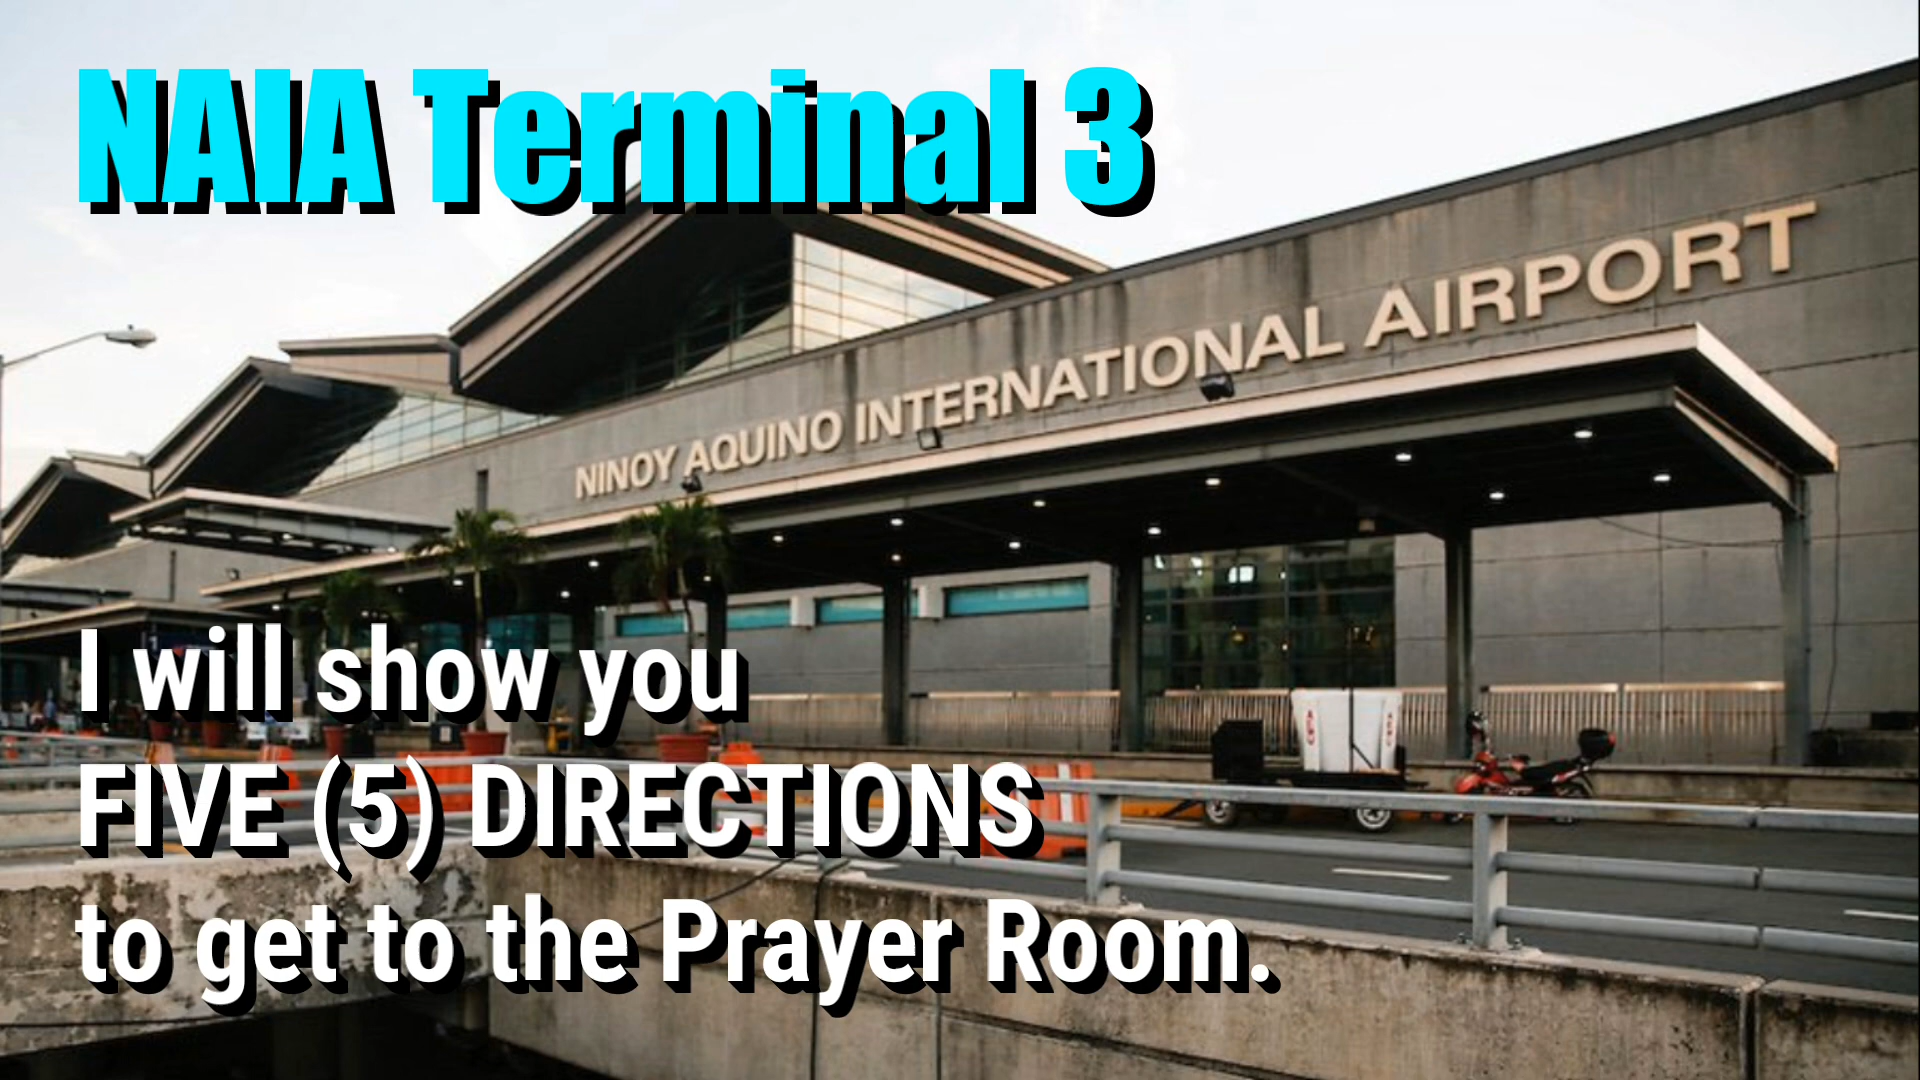 NAIA Terminal 3
NINOY AQUINO INTERNATIONAL AIRPORT
I will show you
FIVE (5) DIRECTIONS
to get to the Prayer Room.